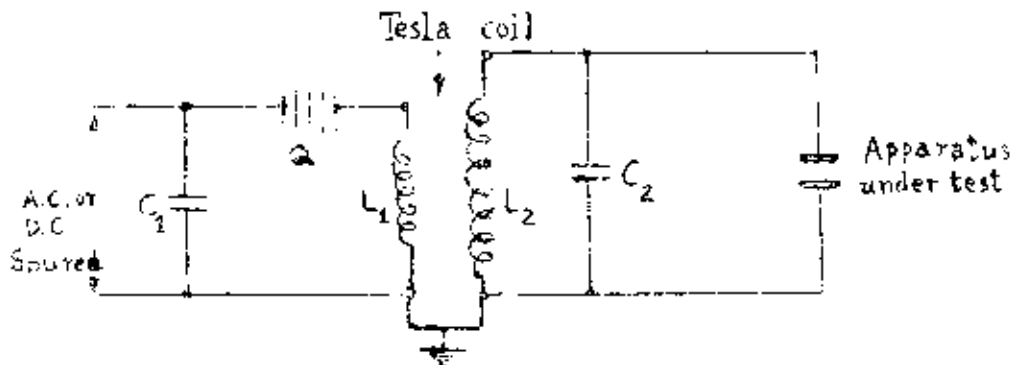 Tesla coil
A.C. or
D.C
Source
C1
Q
L1
L2
C2
Apparatus
under test